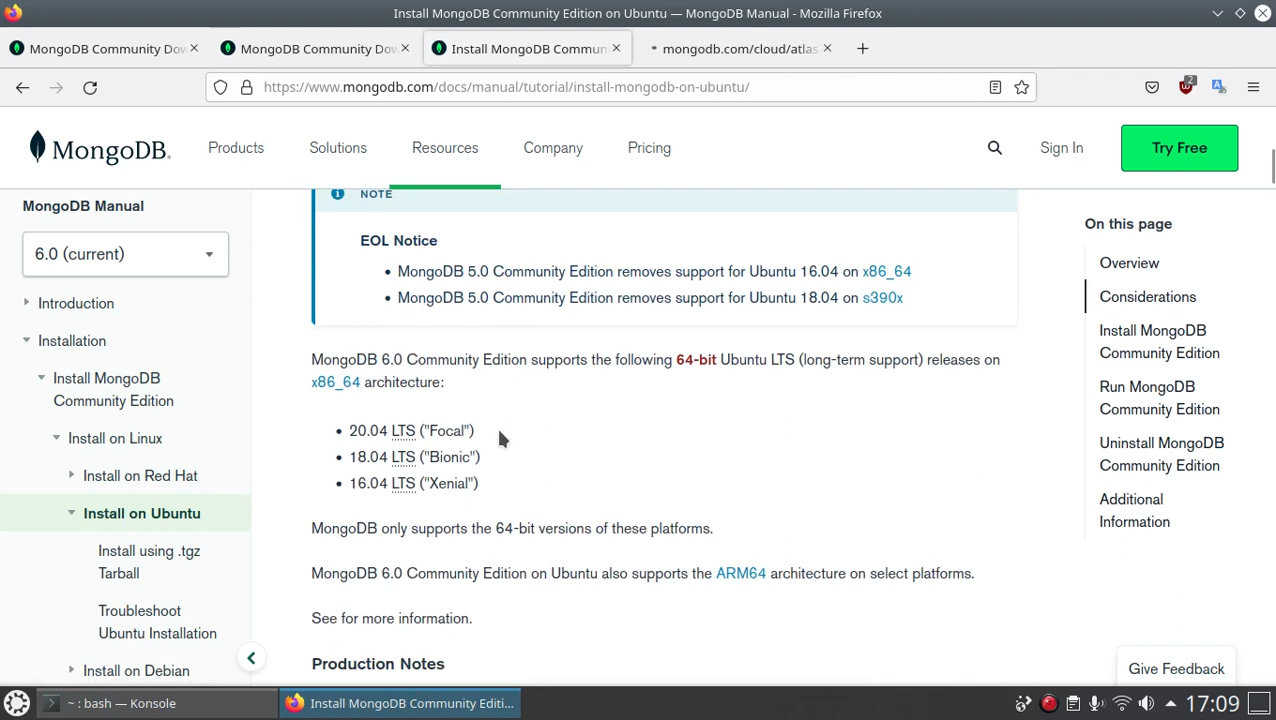 Install MongoDB Community Edition on Ubuntu — MongoDB Manual - Mozilla Firefox
MongoDB Community Dow
MongoDB Community Dow
Install MongoDB Commun
mongodb.com/cloud/atlas
https://www.mongodb.com/docs/manual/tutorial/install-mongodb-on-ubuntu/
2
MongoDB.
Products
Solutions
Resources
Company
Pricing
Sign In
Try Free
MongoDB Manual
6.0 (current)
Introduction
Installation
Install MongoDB
Community Edition
Install on Linux
Install on Red Hat
Install on Ubuntu
Install using .tgz
Tarball
Troubleshoot
Ubuntu Installation
Install on Debian
NOTE
EOL Notice
• MongoDB 5.0 Community Edition removes support for Ubuntu 16.04 on x86_64
• MongoDB 5.0 Community Edition removes support for Ubuntu 18.04 on s390x
MongoDB 6.0 Community Edition supports the following 64-bit Ubuntu LTS (long-term support) releases on
x86_64 architecture:
• 20.04 LTS ("Focal")
• 18.04 LTS ("Bionic")
• 16.04 LTS ("Xenial")
MongoDB only supports the 64-bit versions of these platforms.
MongoDB 6.0 Community Edition on Ubuntu also supports the ARM64 architecture on select platforms.
See for more information.
Production Notes
On this page
Overview
Considerations
Install MongoDB
Community Edition
Run MongoDB
Community Edition
Uninstall MongoDB
Community Edition
Additional
Information
Give Feedback
~ : bash — Konsole
Install MongoDB Community Editi...
17:09